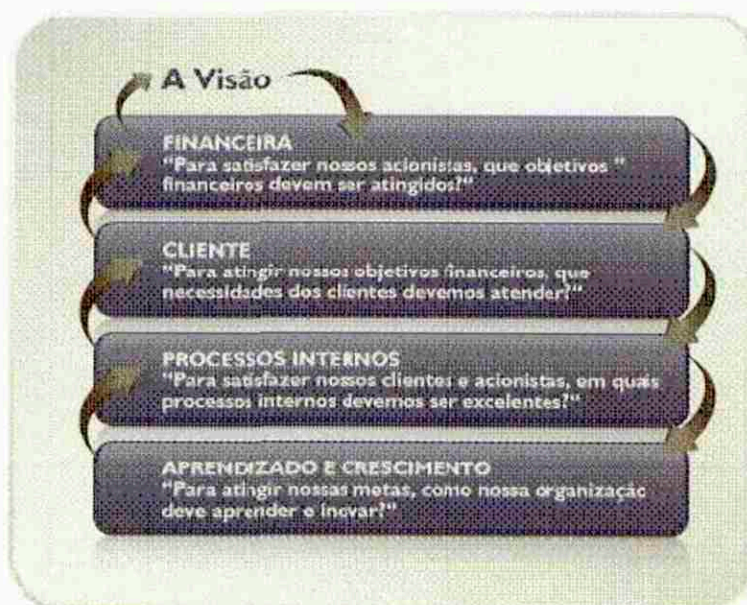 A Visão
FINANCEIRA
"Para satisfazer nossos acionistas, que objetivos "
financeiros devem ser atingidos?"
CLIENTE
"Para atingir nossos objetivos financeiros, que
necessidades dos clientes devemos atender?"
PROCESSOS INTERNOS
"Para satisfazer nossos clientes e acionistas, em quais
processos internos devemos ser excelentes?"
APRENDIZADO E CRESCIMENTO
"Para atingir nossas metas, como nossa organização
deve aprender e inovar?"